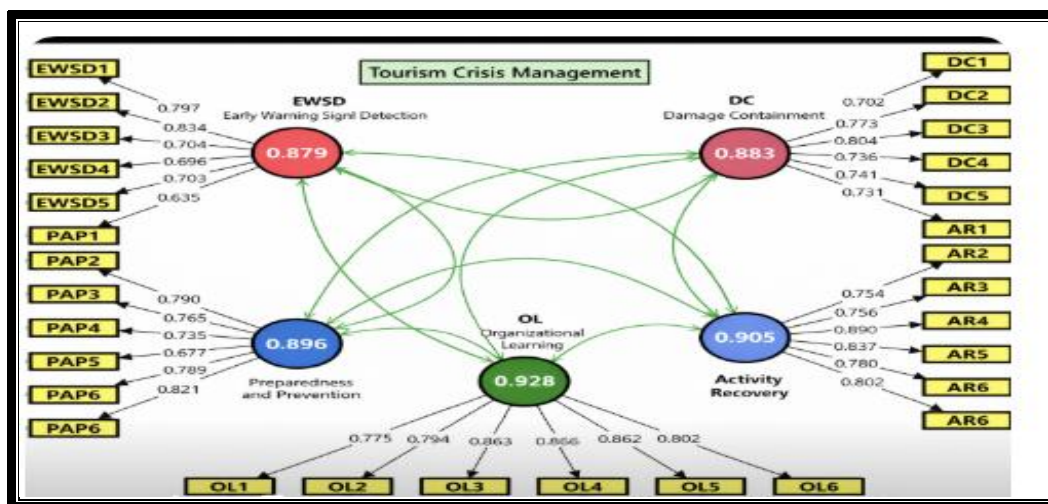 Tourism Crisis Management
EWSD
Early Warning Signl Detection
0.879
EWSD1
EWSD2
EWSD3
EWSD4
EWSD5
PAP1
0.797
0.834
0.704
0.696
0.703
0.635
DC
Damage Containment
0.883
DC1
DC2
DC3
DC4
DC5
AR1
0.702
0.773
0.804
0.736
0.741
0.731
PAP2
PAP3
PAP4
PAP5
PAP6
PAP6
0.790
0.765
0.735
0.677
0.789
0.821
0.896
Preparedness
and Prevention
OL
Organizational
Learning
0.928
0.905
Activity
Recovery
AR2
AR3
AR4
AR5
AR6
AR6
0.754
0.756
0.890
0.837
0.780
0.802
0.775
0.794
0.863
0.866
0.862
0.802
OL1
OL2
OL3
OL4
OL5
OL6